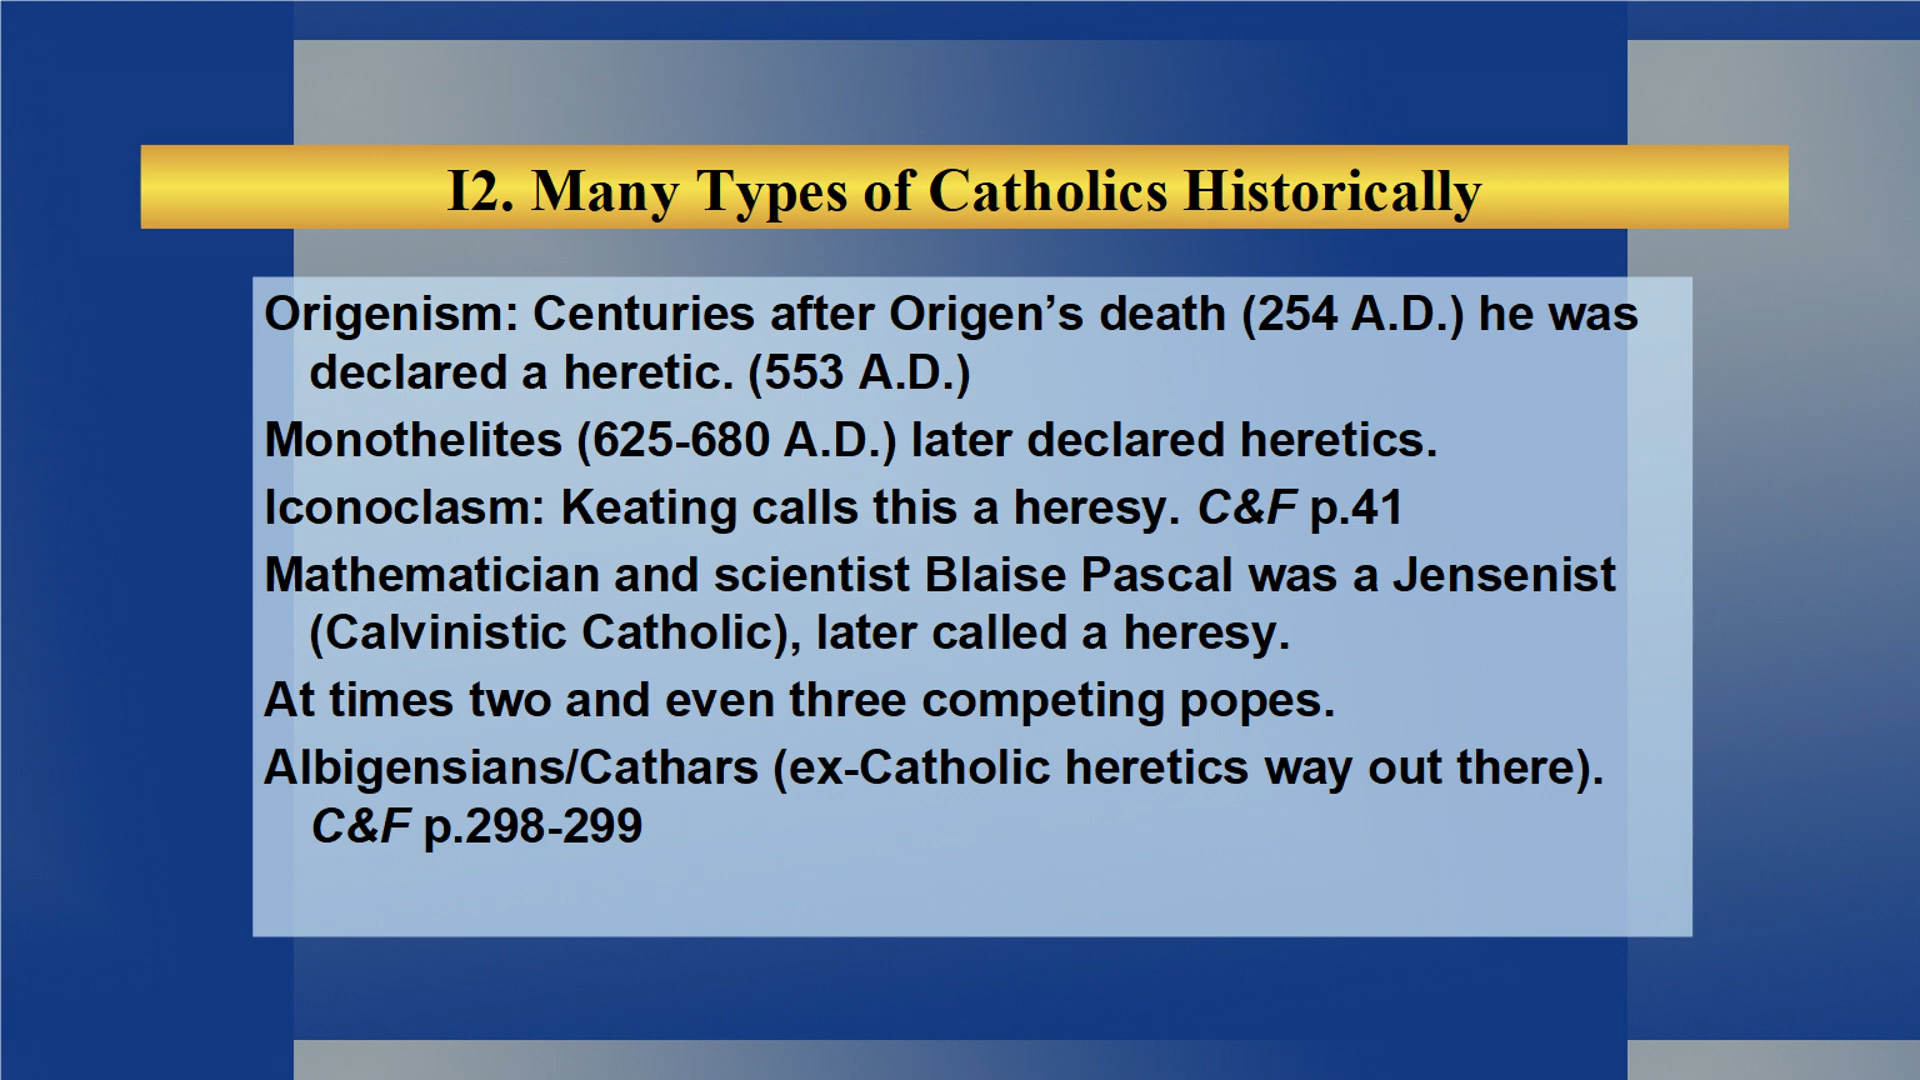 I2. Many Types of Catholics Historically
Origenism: Centuries after Origen’s death (254 A.D.) he was
declared a heretic. (553 A.D.)
Monothelites (625-680 A.D.) later declared heretics.
Iconoclasm: Keating calls this a heresy. C&F p.41
Mathematician and scientist Blaise Pascal was a Jensenist
(Calvinistic Catholic), later called a heresy.
At times two and even three competing popes.
Albigensians/Cathars (ex-Catholic heretics way out there).
C&F p.298-299